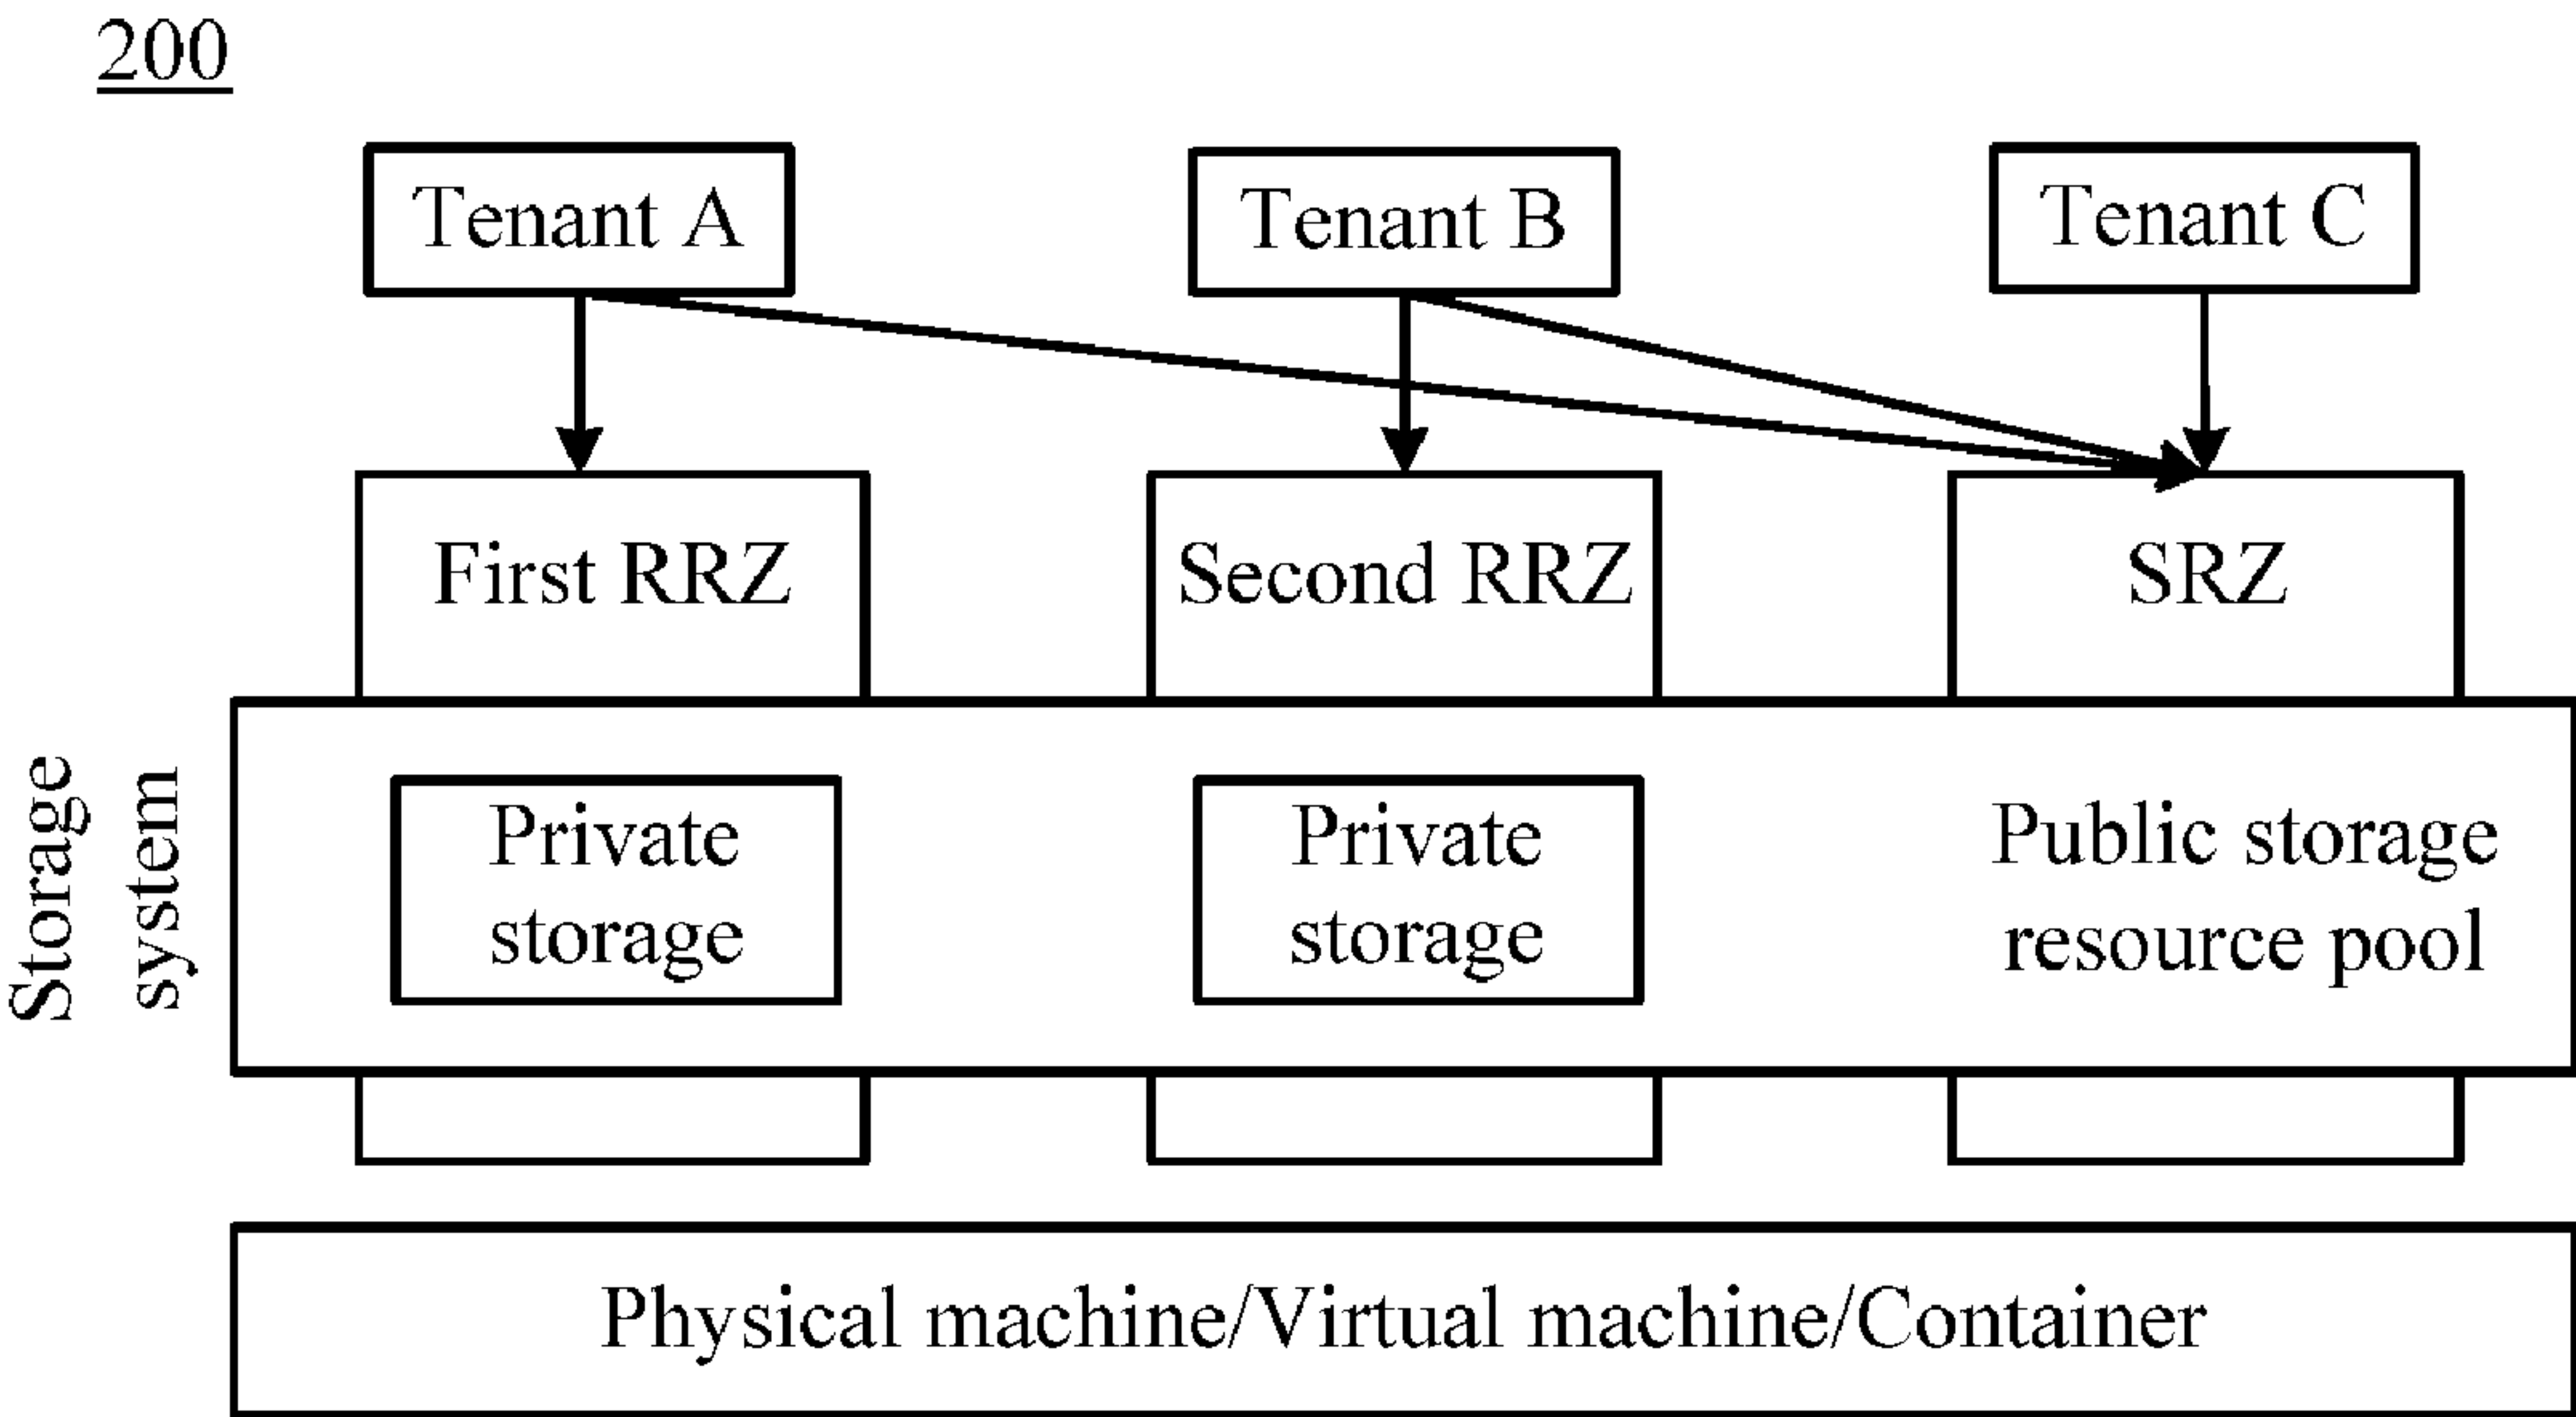 200
Tenant A
Tenant B
Tenant C
First RRZ
Second RRZ
SRZ
Storage
system
Private
storage
Private
storage
Public storage
resource pool
Physical machine/Virtual machine/Container